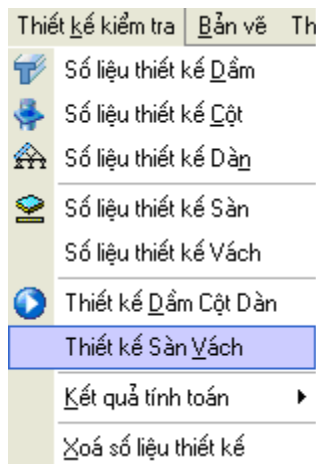 Thiết kế kiểm tra Bản vẽ Th
Số liệu thiết kế Dầm
Số liệu thiết kế Cột
Số liệu thiết kế Dàn
Số liệu thiết kế Sàn
Số liệu thiết kế Vách
Thiết kế Dầm Cột Dàn
Thiết kế Sàn Vách
Kết quả tính toán
Xoá số liệu thiết kế